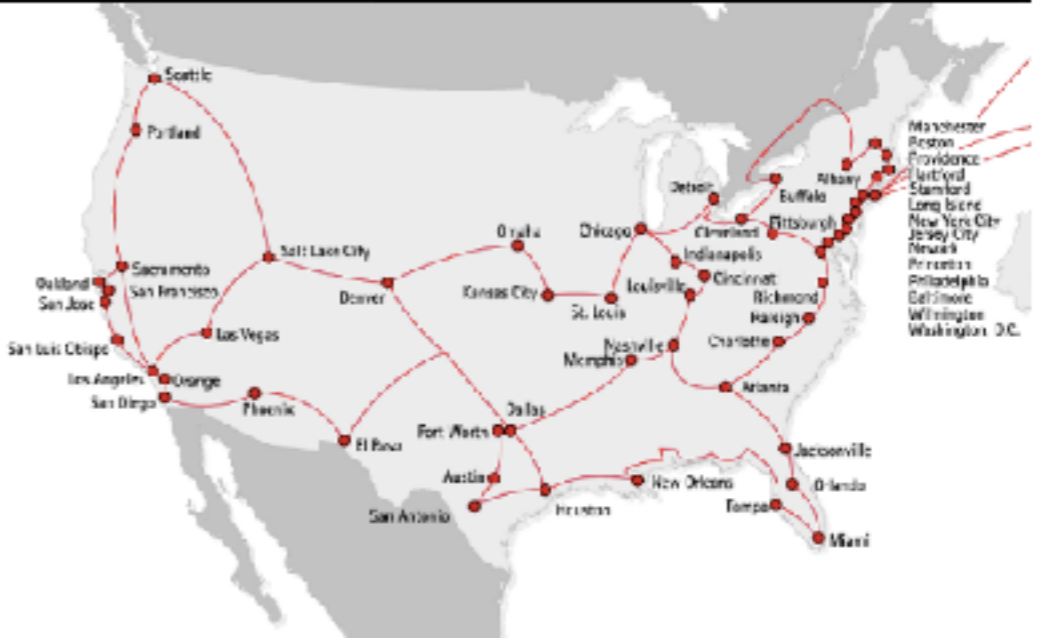 Seattle
Portland
Manchester
Boston
Providence
Hartford
Stamford
Long Island
New York City
Jersey City
Newark
Princeton
Philadelphia
Baltimore
Wilmington
Washington, D.C.
Albany
Buffalo
Detroit
Cleveland
Pittsburgh
Chicago
Omaha
Salt Lake City
Indianapolis
Sacramento
Cincinnati
Oakland
San Francisco
San Jose
Denver
Kansas City
Louisville
St. Louis
Richmond
Raleigh
Las Vegas
San Luis Obispo
Nashville
Charlotte
Memphis
Los Angeles
Orange
Atlanta
San Diego
Phoenix
Dallas
Fort Worth
El Paso
Jacksonville
Austin
New Orleans
Orlando
San Antonio
Houston
Tampa
Miami